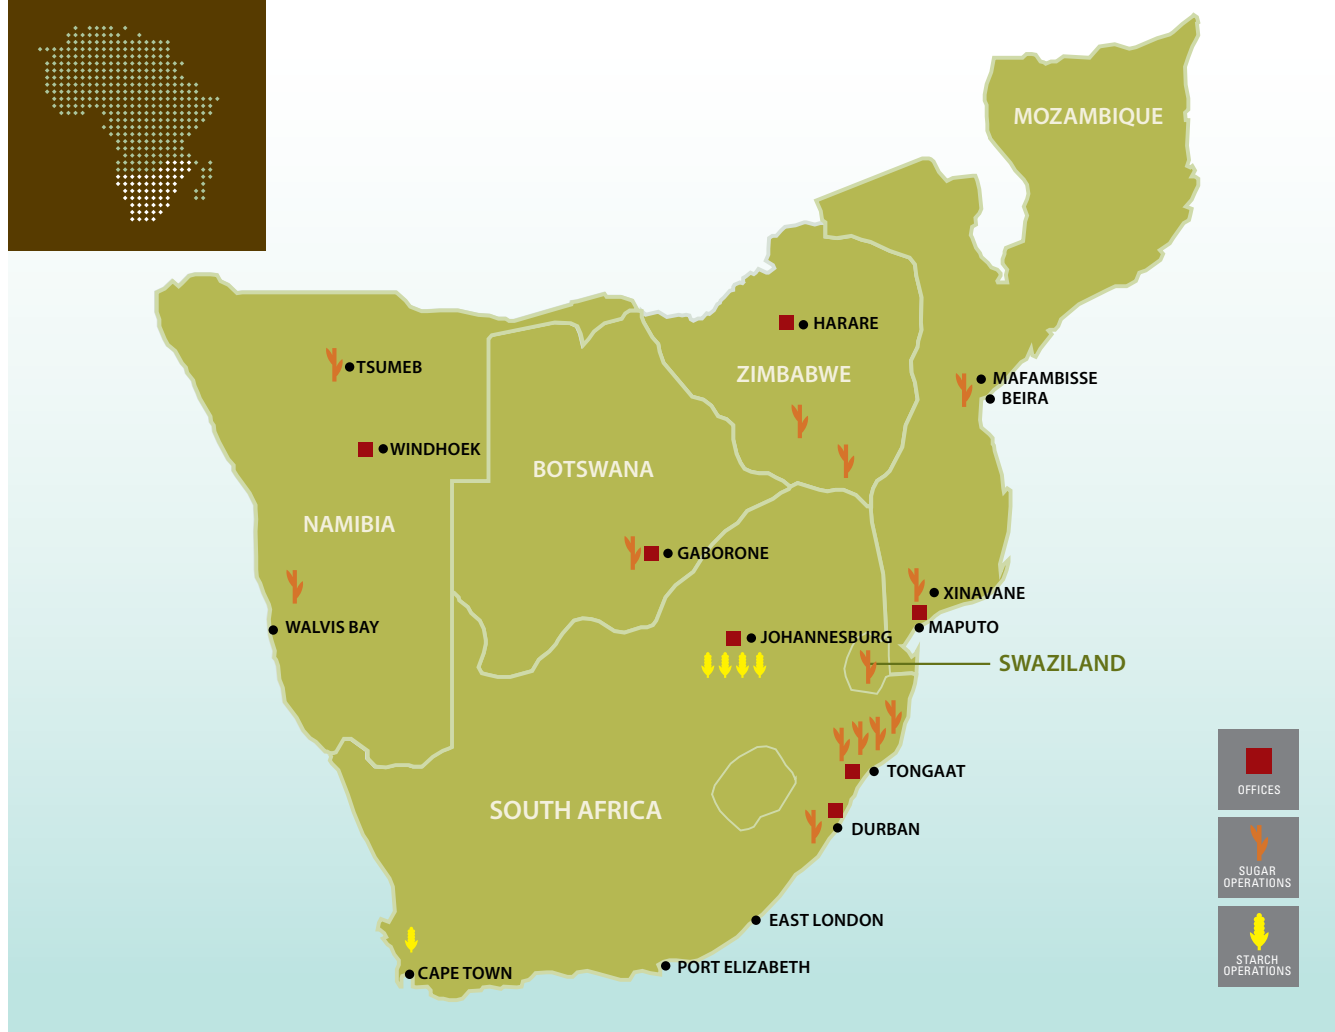 MOZAMBIQUE
HARARE
TSUMEB
ZIMBABWE
MAFAMBISSE
BEIRA
WINDHOEK
BOTSWANA
NAMIBIA
GABORONE
XINAVANE
WALVIS BAY
MAPUTO
JOHANNESBURG
SWAZILAND
TONGAAT
OFFICES
SOUTH AFRICA
DURBAN
SUGAR
OPERATIONS
EAST LONDON
STARCH
OPERATIONS
PORT ELIZABETH
CAPE TOWN